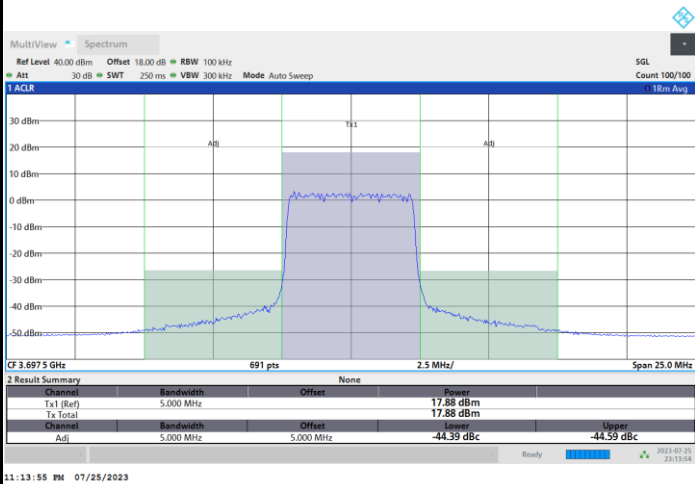 MultiView Spectrum
Ref Level 40.00 dBm Offset 18.00 dB RBW 100 kHz SGL
Att 30 dB SWT 250 ms VBW 300 kHz Mode Auto Sweep Count 100/100
1 ACLR 1Rm Avg
30 dBm
Tx1
20 dBm
Adj Adj
10 dBm
0 dBm
-10 dBm
-20 dBm
-30 dBm
-40 dBm
-50 dBm
CF 3.6975 GHz 691 pts 2.5 MHz/ Span 25.0 MHz
2 Result Summary None
Channel Bandwidth Offset Power
Tx1 (Ref) 5.000 MHz 17.88 dBm
Tx Total 17.88 dBm
Channel Bandwidth Offset Lower Upper
Adj 5.000 MHz 5.000 MHz -44.39 dBc -44.59 dBc
Ready 2023-07-25
23:13:54
11:13:55 PM 07/25/2023